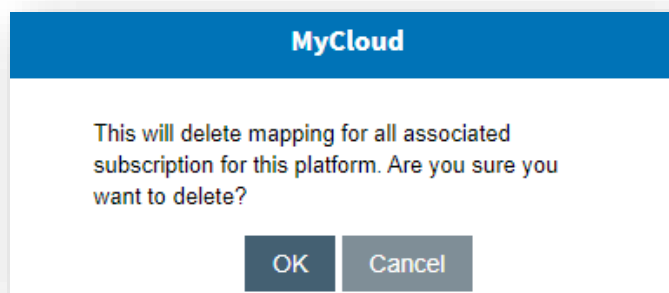 MyCloud
This will delete mapping for all associated
subscription for this platform. Are you sure you
want to delete?
OK
Cancel